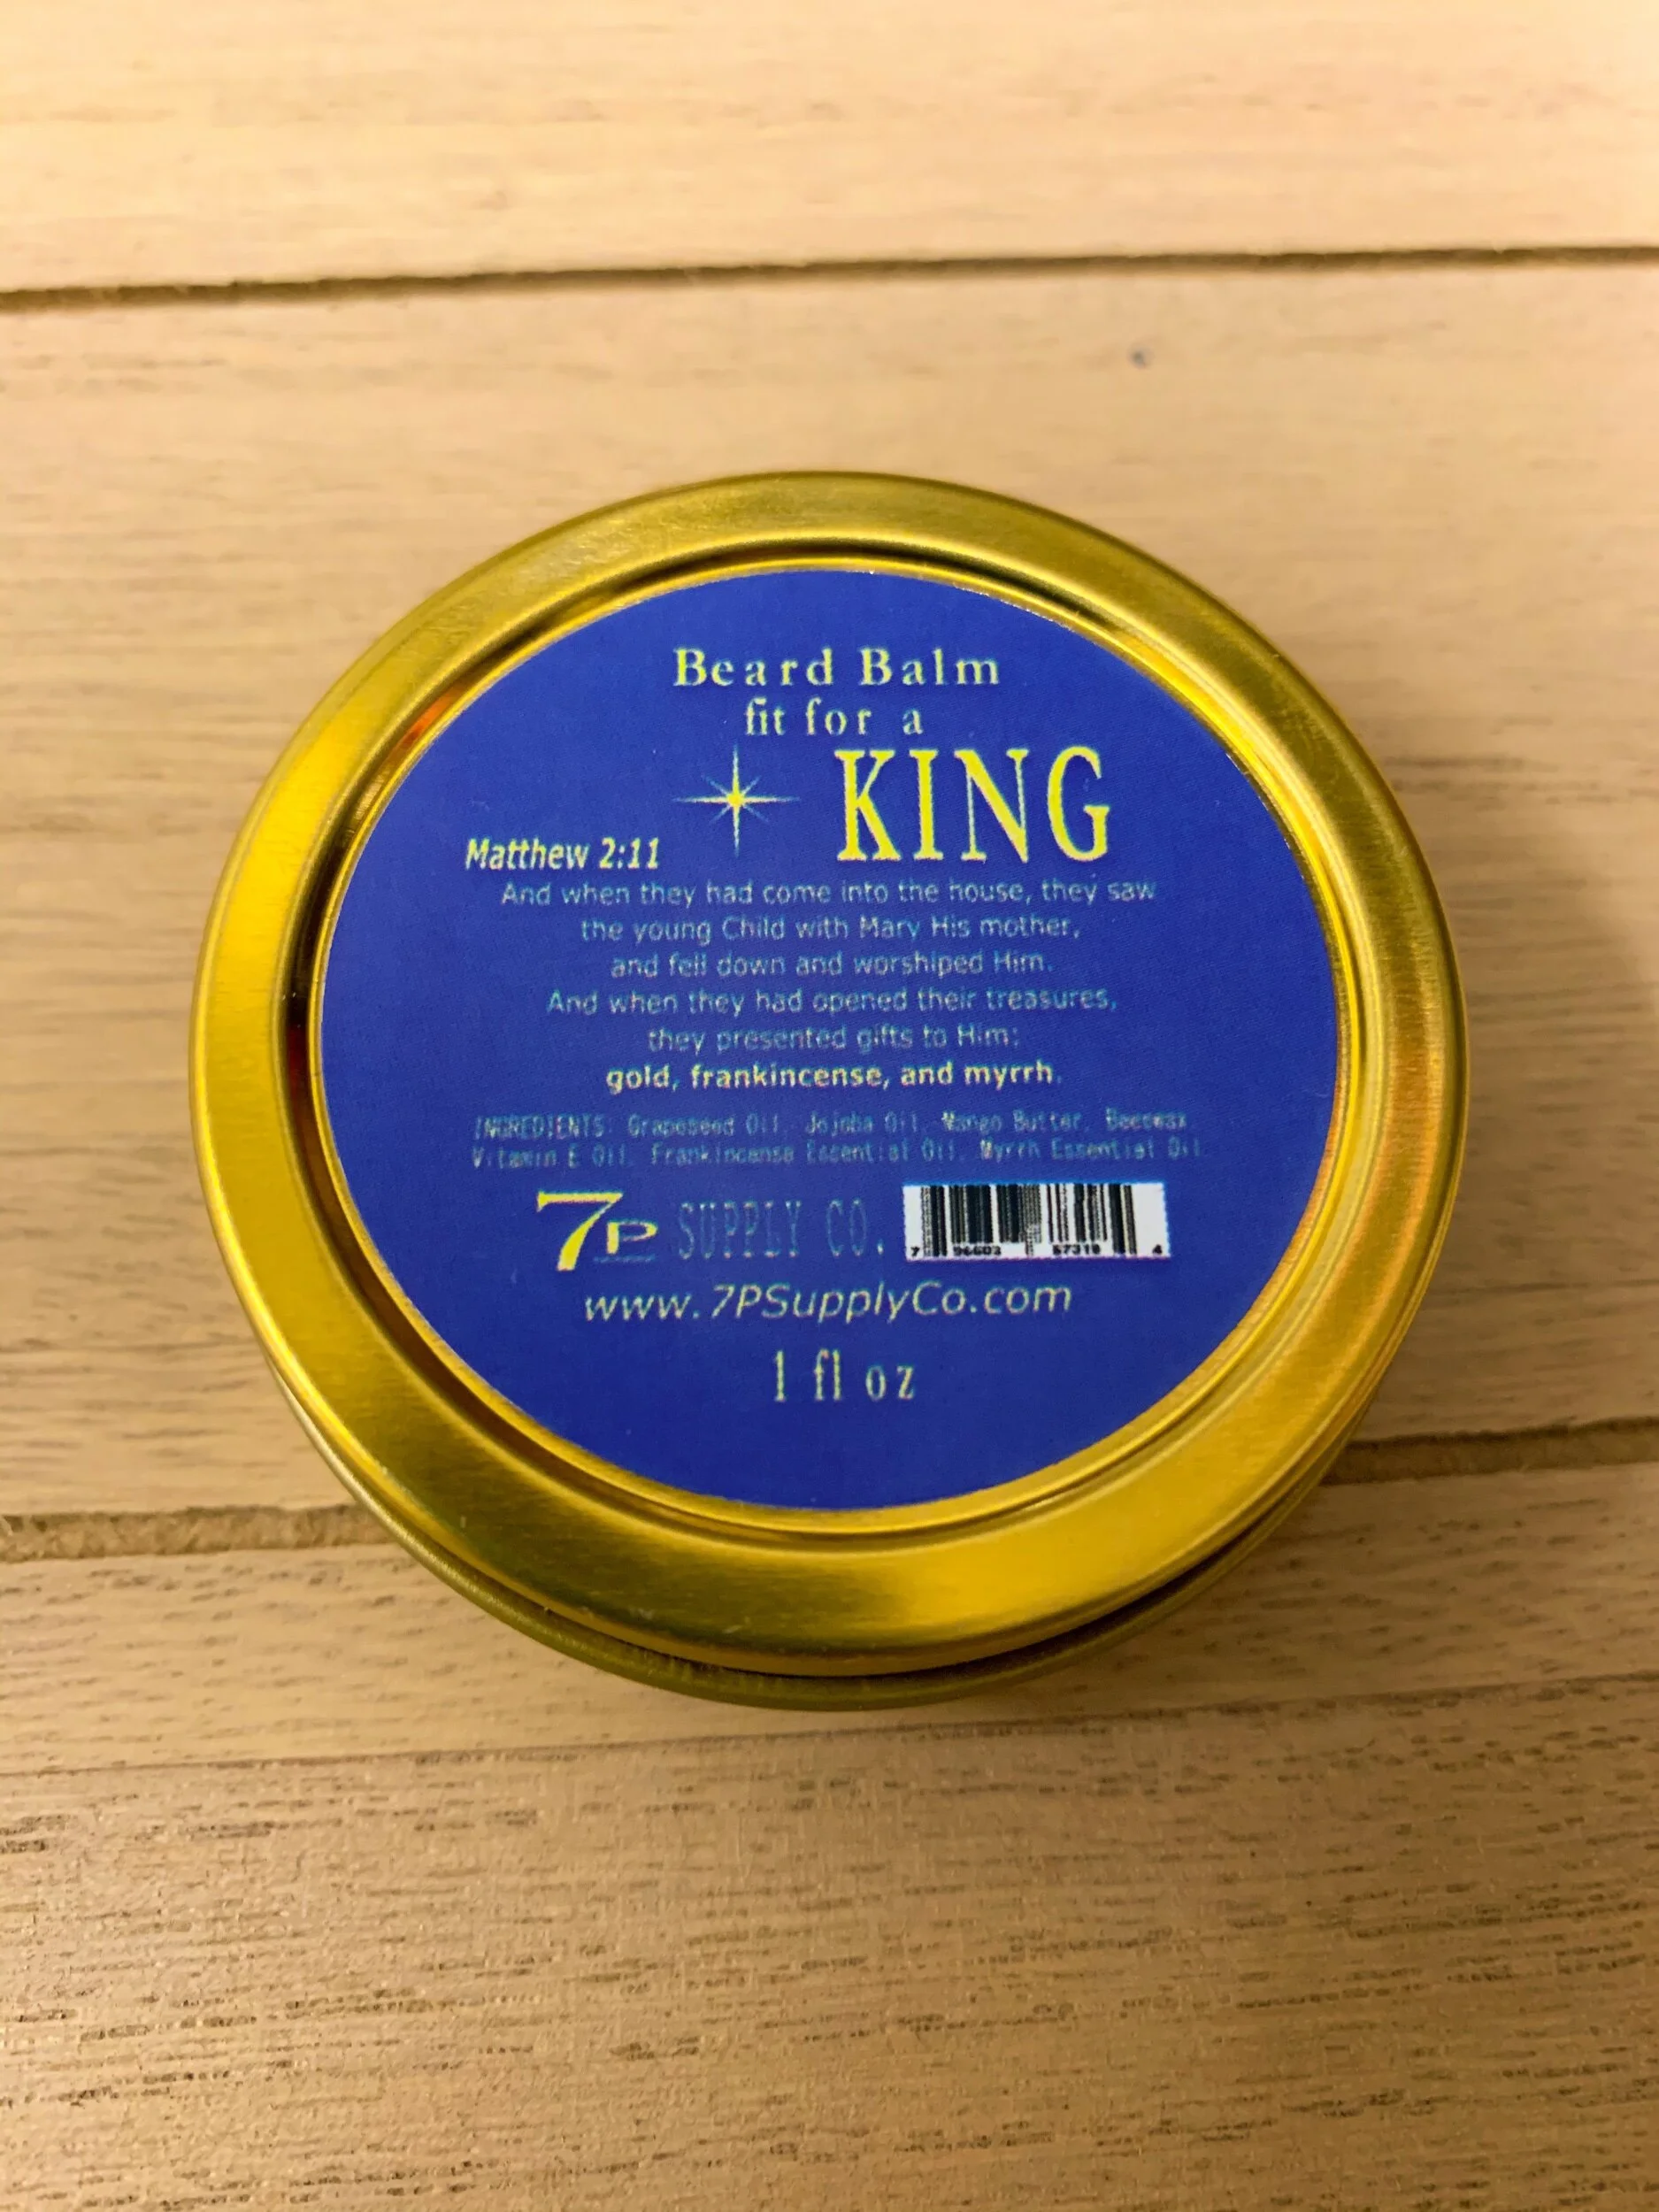 Beard Balm
fit for a
KING
Matthew 2:11
And when they had come into the house, they saw
the young Child with Mary His mother,
and fell down and worshiped Him.
And when they had opened their treasures,
they presented gifts to Him:
gold, frankincense, and myrrh.
INGREDIENTS: Grapeseed Oil, Jojoba Oil, Mango Butter, Beeswax,
Vitamin E Oil, Frankincense Essential Oil, Myrrh Essential Oil
7P SUPPLY CO.
7 4
www.7PSupplyCo.com
1 fl oz